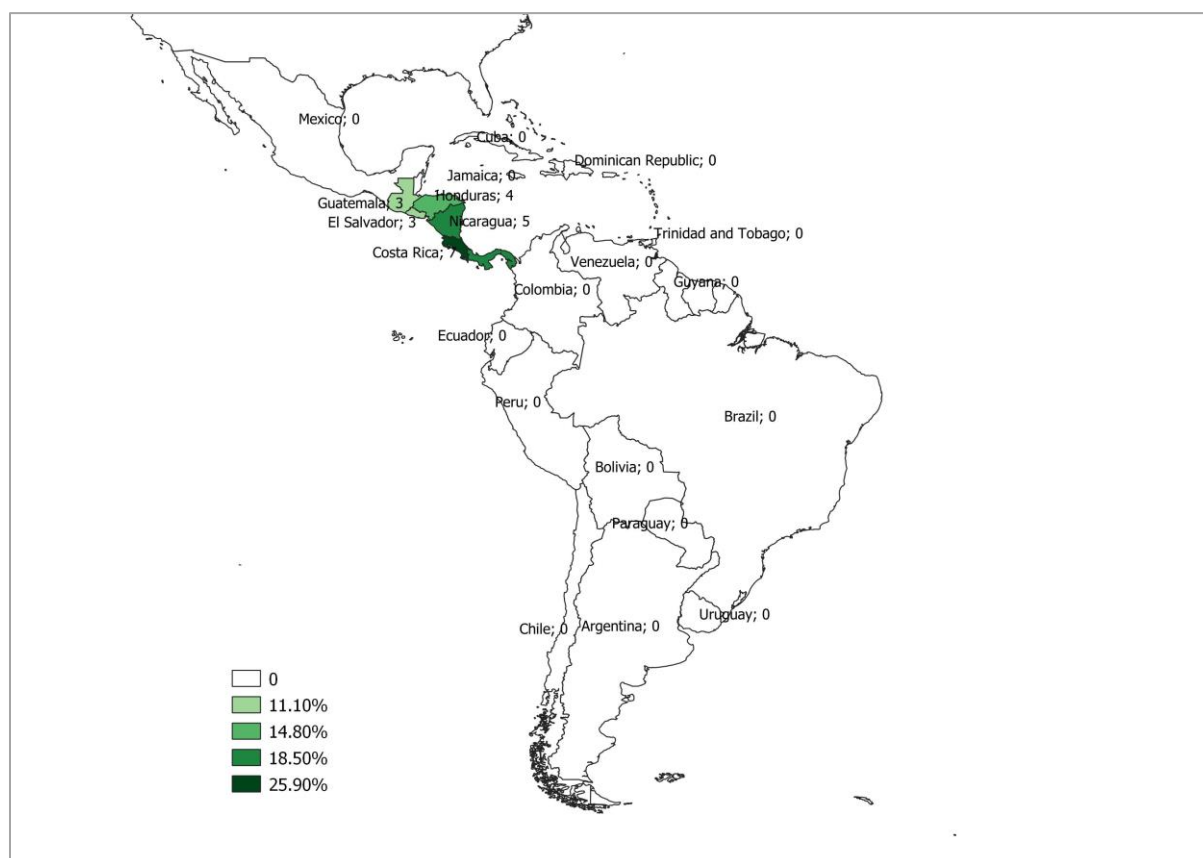 Mexico; 0
Cuba; 0
Dominican Republic; 0
Jamaica; 0
Honduras; 4
Guatemala; 3
El Salvador; 3
Nicaragua; 5
Trinidad and Tobago; 0
Costa Rica; 7
Venezuela; 0
Guyana; 0
Colombia; 0
Ecuador; 0
Peru; 0
Brazil; 0
Bolivia; 0
Paraguay; 0
Uruguay; 0
Chile; 0
Argentina; 0
0
11.10%
14.80%
18.50%
25.90%